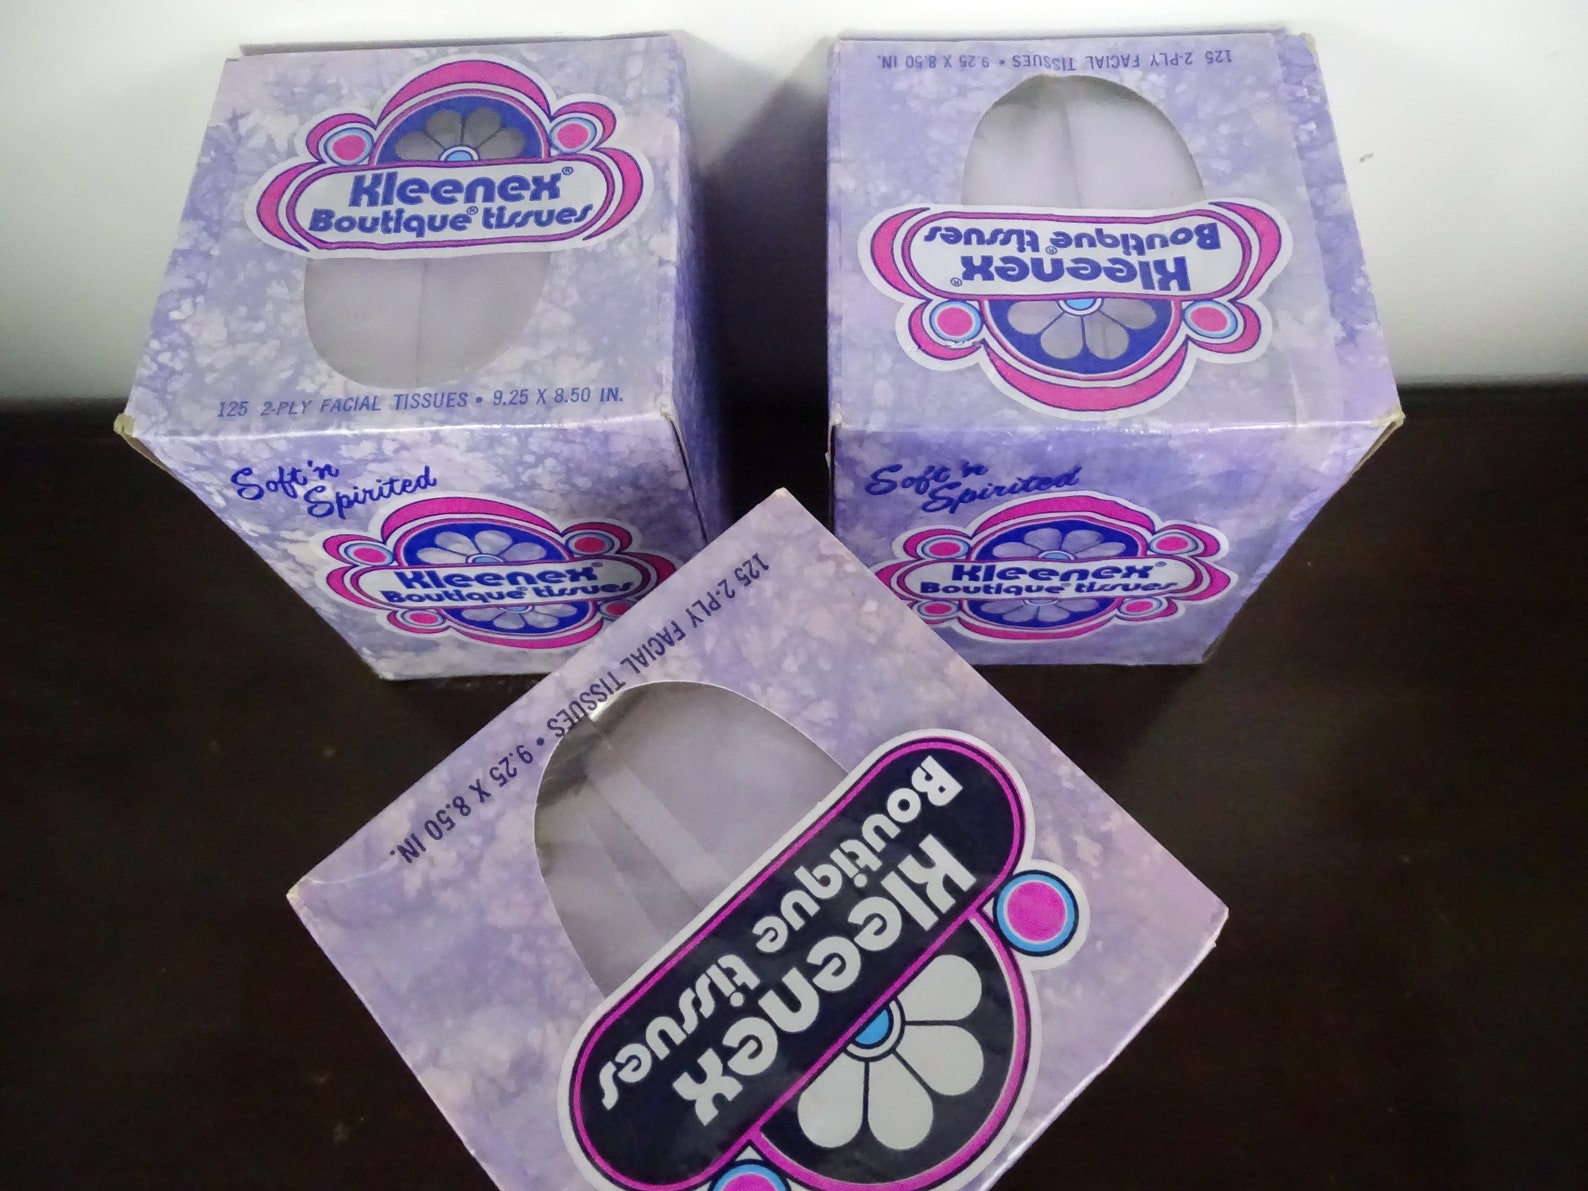 Kleenex®
Boutique® tissues
125 2-PLY FACIAL TISSUES • 9.25 X 8.50 IN.
Soft 'n
Spirited
Kleenex®
Boutique® tissues
125 2-PLY FACIAL TISSUES • 9.25 X 8.50 IN.
Kleenex®
Boutique® tissues
Soft 'n
Spirited
Kleenex®
Boutique® tissues
125 2-PLY FACIAL TISSUES • 9.25 X 8.50 IN.
Kleenex
Boutique tissues